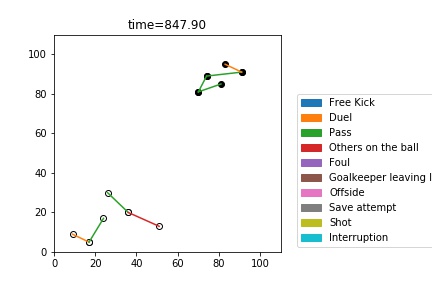 time=847.90
100
80
60
40
20
0
0 20 40 60 80 100
Free Kick
Duel
Pass
Others on the ball
Foul
Goalkeeper leaving l
Offside
Save attempt
Shot
Interruption